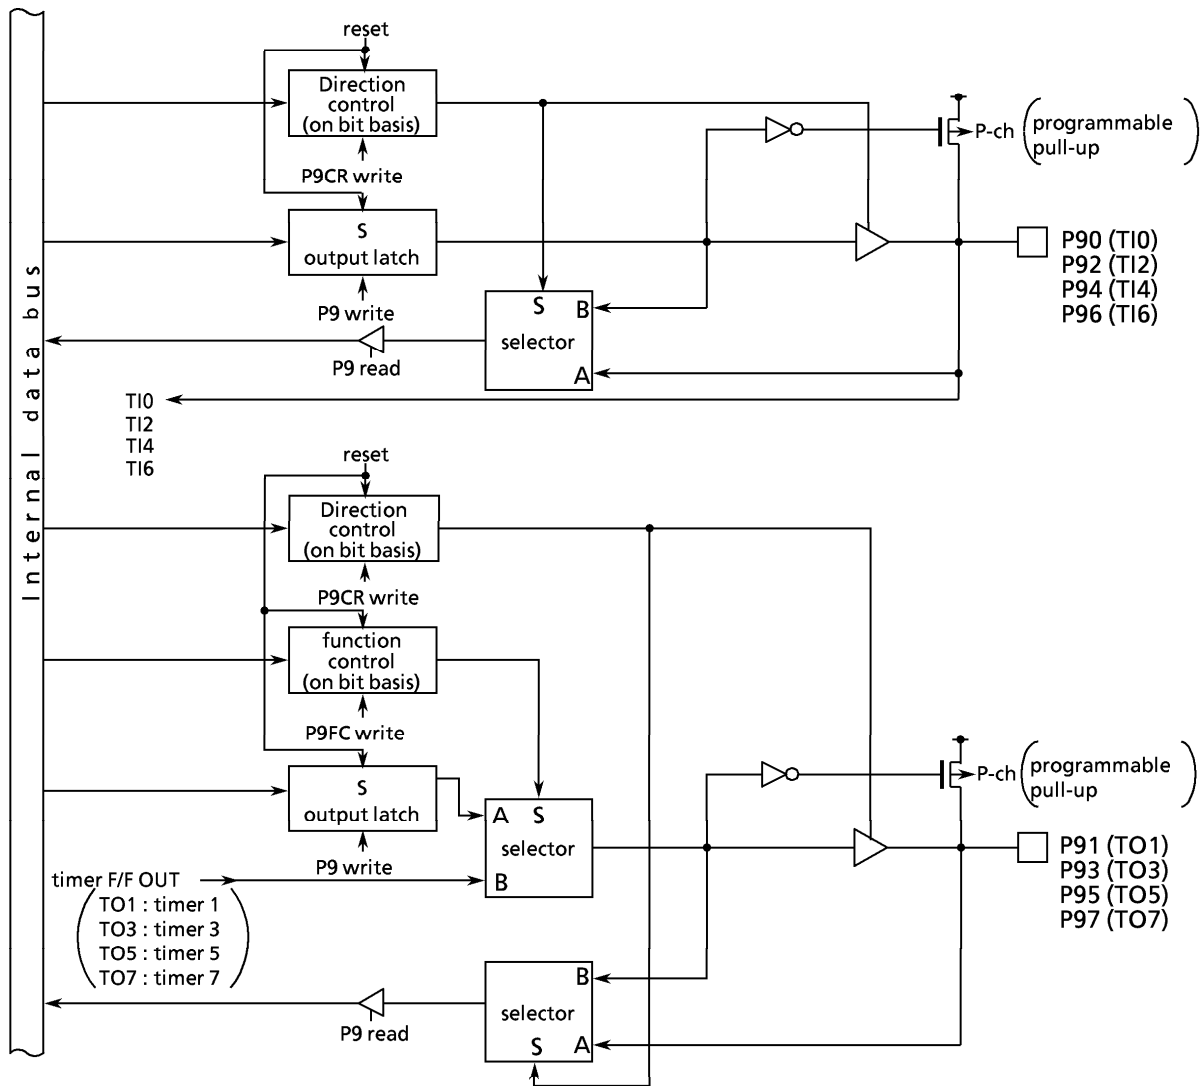 reset
Direction
control
(on bit basis)
P-ch
programmable
pull-up
P9CR write
S
output latch
P90 (TI0)
P92 (TI2)
P94 (TI4)
P96 (TI6)
P9 write
S
B
selector
A
P9 read
TI0
TI2
TI4
TI6
Internal data bus
reset
Direction
control
(on bit basis)
P9CR write
function
control
(on bit basis)
P9FC write
S
output latch
P-ch
programmable
pull-up
P9 write
A S
selector
B
P91 (TO1)
P93 (TO3)
P95 (TO5)
P97 (TO7)
timer F/F OUT
TO1 : timer 1
TO3 : timer 3
TO5 : timer 5
TO7 : timer 7
B
selector
S A
P9 read